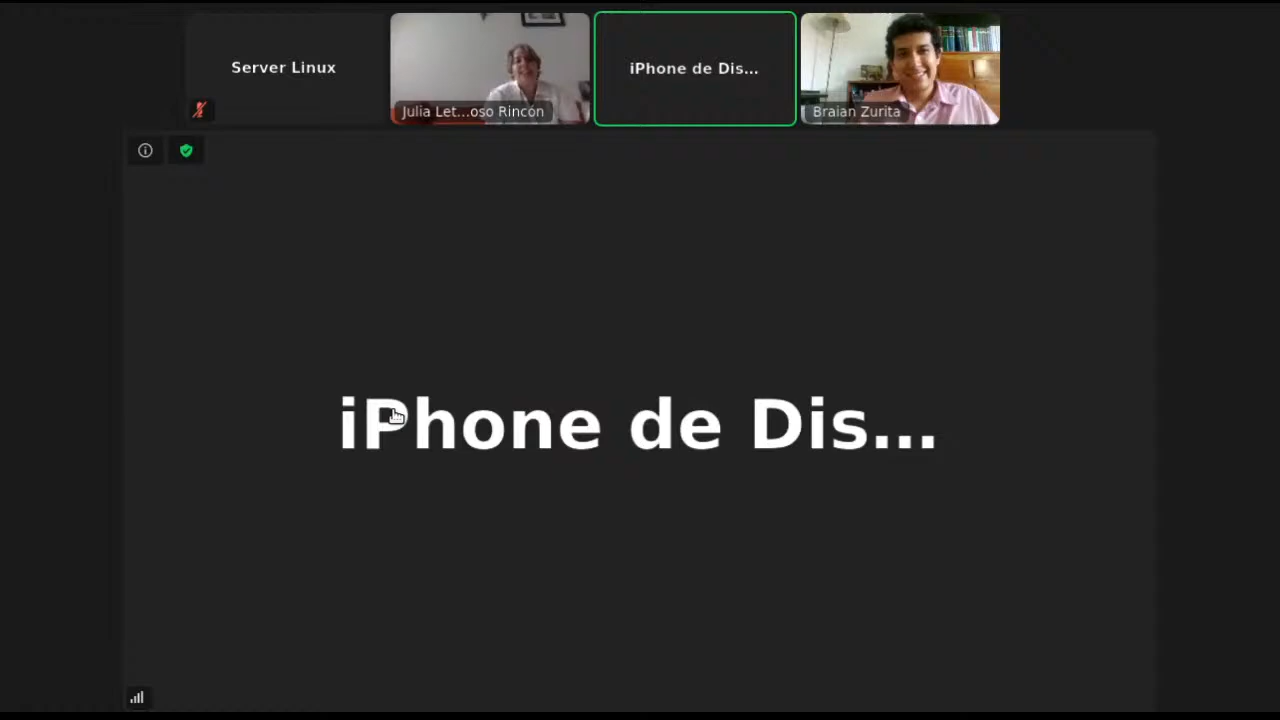 Server Linux
Julia Let...oso Rincón
iPhone de Dis...
Braian Zurita
iPhone de Dis...